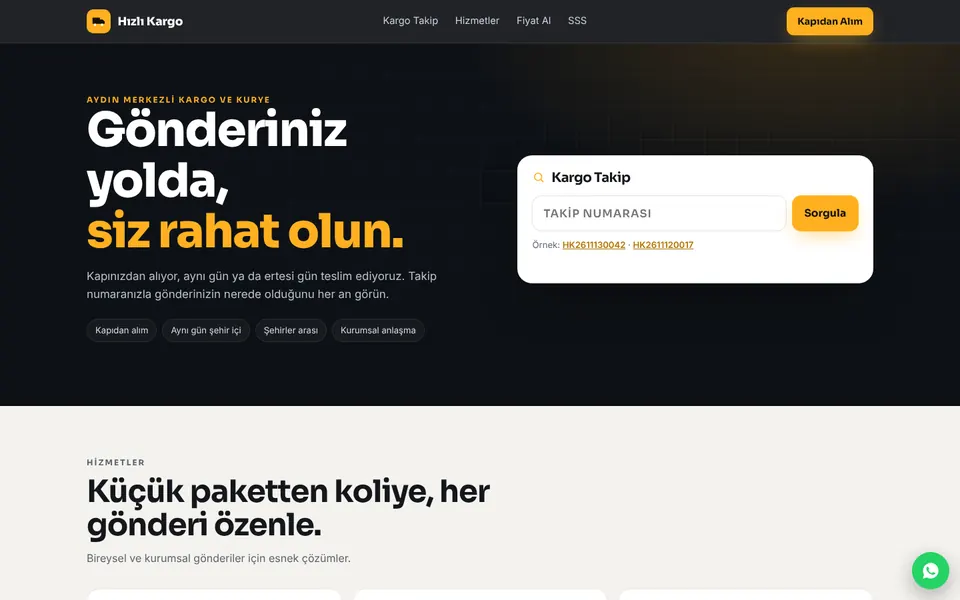 Hızlı Kargo
Kargo Takip
Hizmetler
Fiyat Al
SSS
Kapıdan Alım
AYDIN MERKEZLİ KARGO VE KURYE
Gönderiniz
yolda,
siz rahat olun.
Kapınızdan alıyor, aynı gün ya da ertesi gün teslim ediyoruz. Takip
numaranızla gönderinizin nerede olduğunu her an görün.
Kapıdan alım
Aynı gün şehir içi
Şehirler arası
Kurumsal anlaşma
Kargo Takip
TAKİP NUMARASI
Sorgula
Örnek: HK2611130042 · HK2611120017
HİZMETLER
Küçük paketten koliye, her
gönderi özenle.
Bireysel ve kurumsal gönderiler için esnek çözümler.